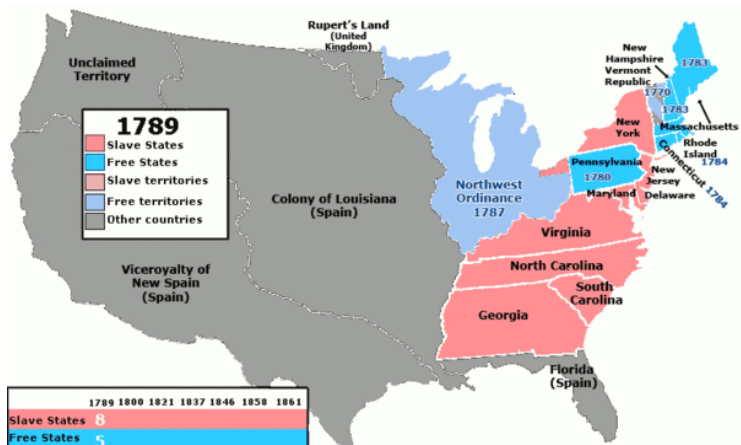 Rupert's Land
(United
Kingdom)
Unclaimed
Territory
New
Hampshire
Vermont
Republic
1783
1770
1783
Massachusetts
Rhode
Island
1784
Connecticut 1784
New
York
Pennsylvania
1780
New
Jersey
Maryland
Delaware
1789
Slave States
Free States
Slave territories
Free territories
Other countries
Northwest
Ordinance
1787
Colony of Louisiana
(Spain)
Virginia
Viceroyalty of
New Spain
(Spain)
North Carolina
South
Carolina
Georgia
Florida
(Spain)
1789 1800 1821 1837 1846 1858 1861
Slave States 8
Free States 5